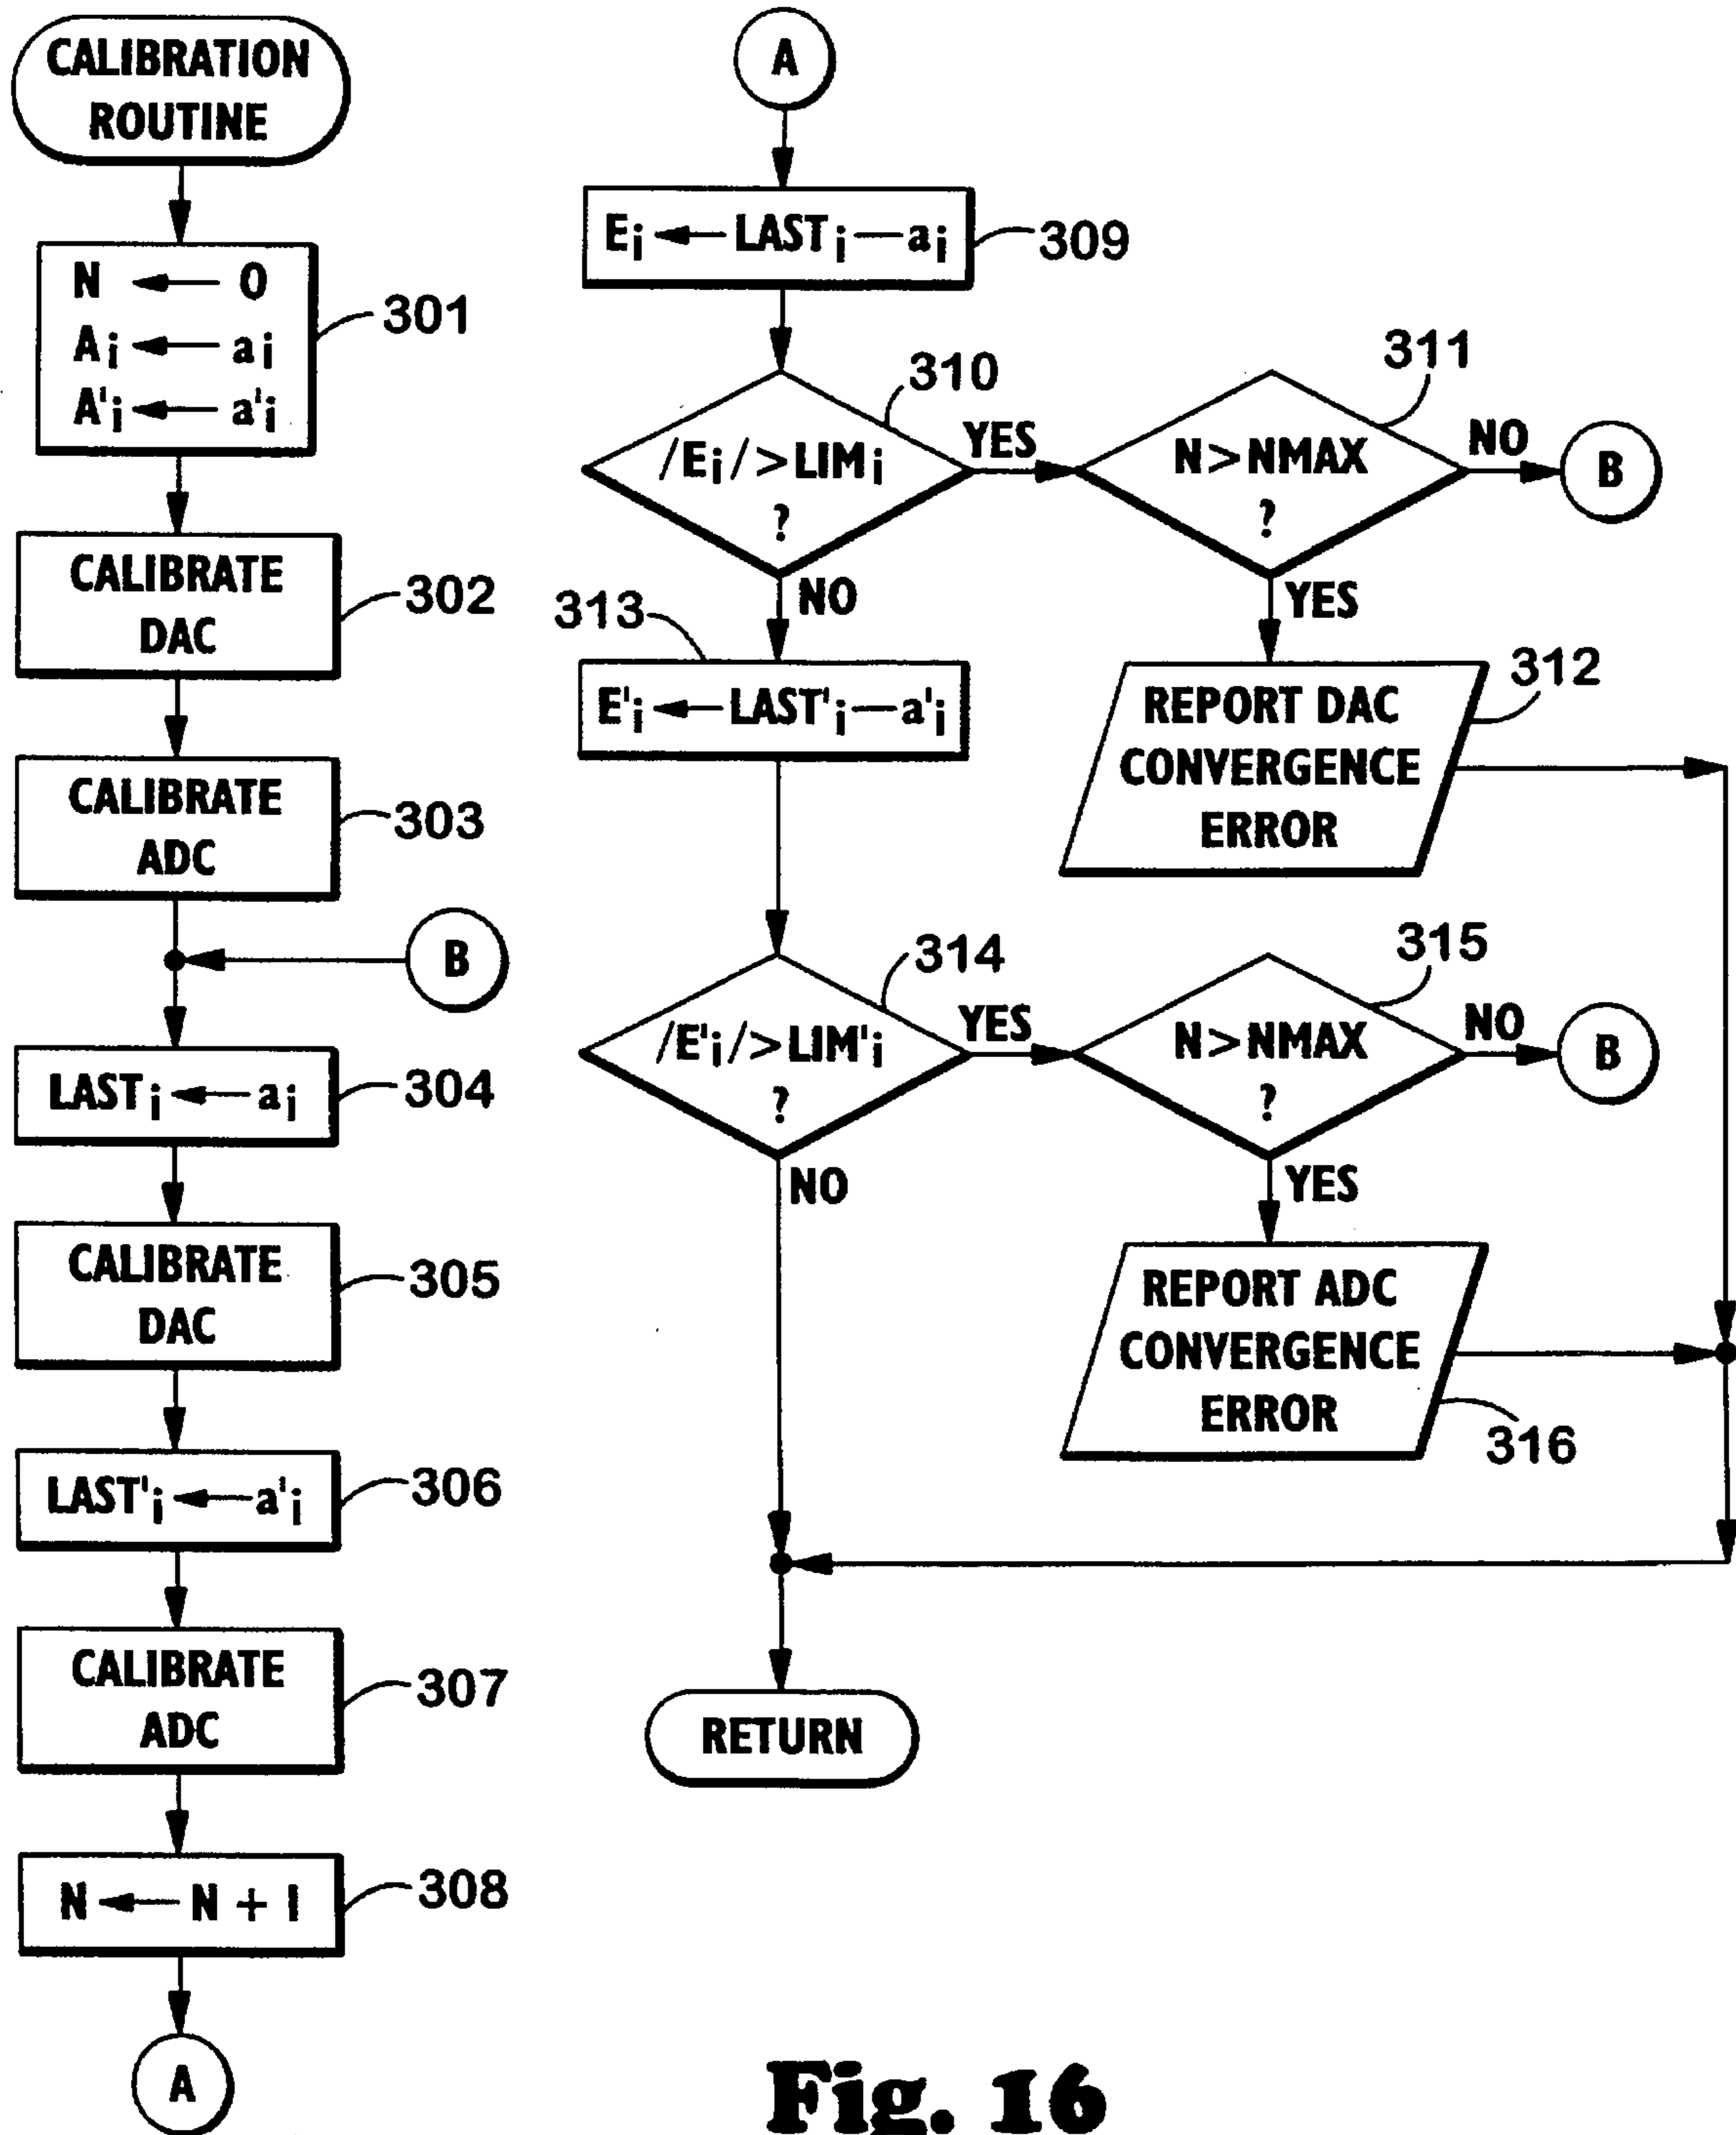 CALIBRATION
ROUTINE
N ← 0
Ai ← ai
A'i ← a'i
301
CALIBRATE
DAC
302
CALIBRATE
ADC
303
B
LASTi ← ai
304
CALIBRATE
DAC
305
LAST'i ← a'i
306
CALIBRATE
ADC
307
N ← N + 1
308
A
A
Ei ← LASTi — ai
309
310
/Ei/>LIMi
?
YES
NO
311
N>NMAX
?
NO
B
YES
312
REPORT DAC
CONVERGENCE
ERROR
313
E'i ← LAST'i — a'i
314
/E'i/>LIM'i
?
YES
NO
315
N>NMAX
?
NO
B
YES
REPORT ADC
CONVERGENCE
ERROR
316
RETURN
Fig. 16